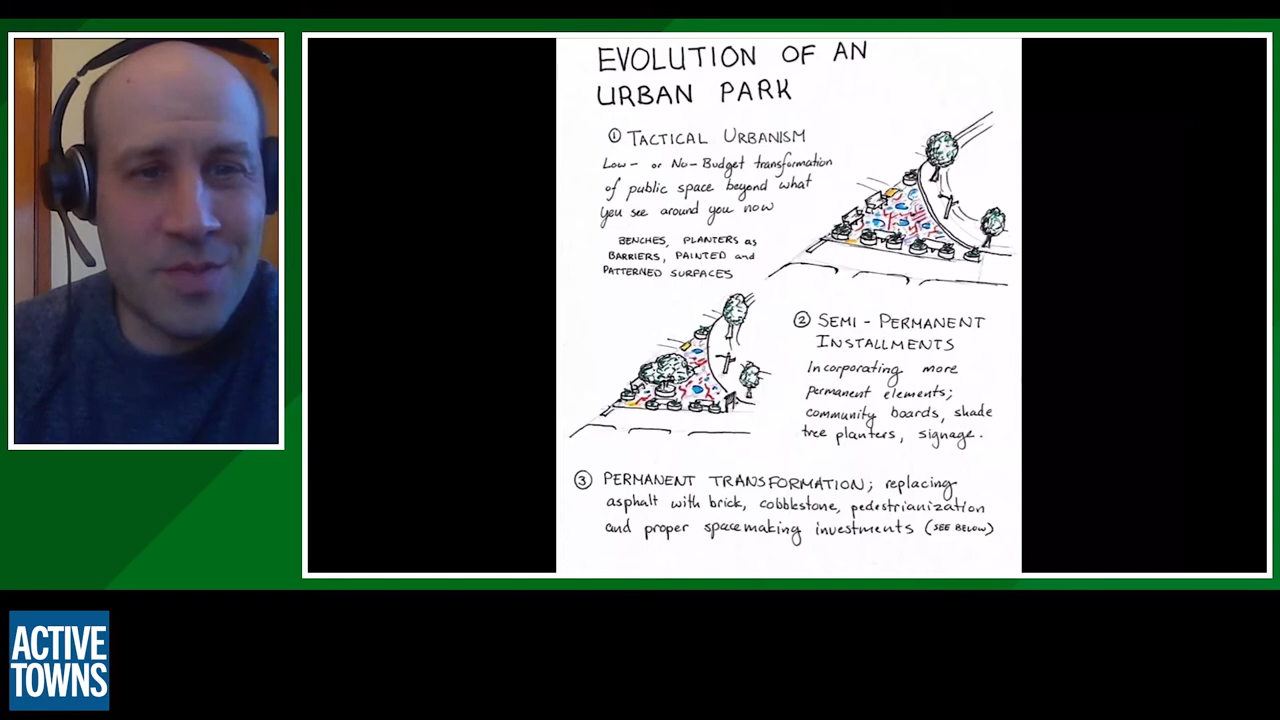 EVOLUTION OF AN
URBAN PARK
① TACTICAL URBANISM
Low- or No-Budget transformation
of public space beyond what
you see around you now
BENCHES, PLANTERS as
BARRIERS, PAINTED and
PATTERNED SURFACES
② SEMI-PERMANENT
INSTALLMENTS
Incorporating more
permanent elements;
community boards, shade
tree planters, signage.
③ PERMANENT TRANSFORMATION; replacing
asphalt with brick, cobblestone, pedestrianization
and proper spacemaking investments (SEE BELOW)
ACTIVE
TOWNS